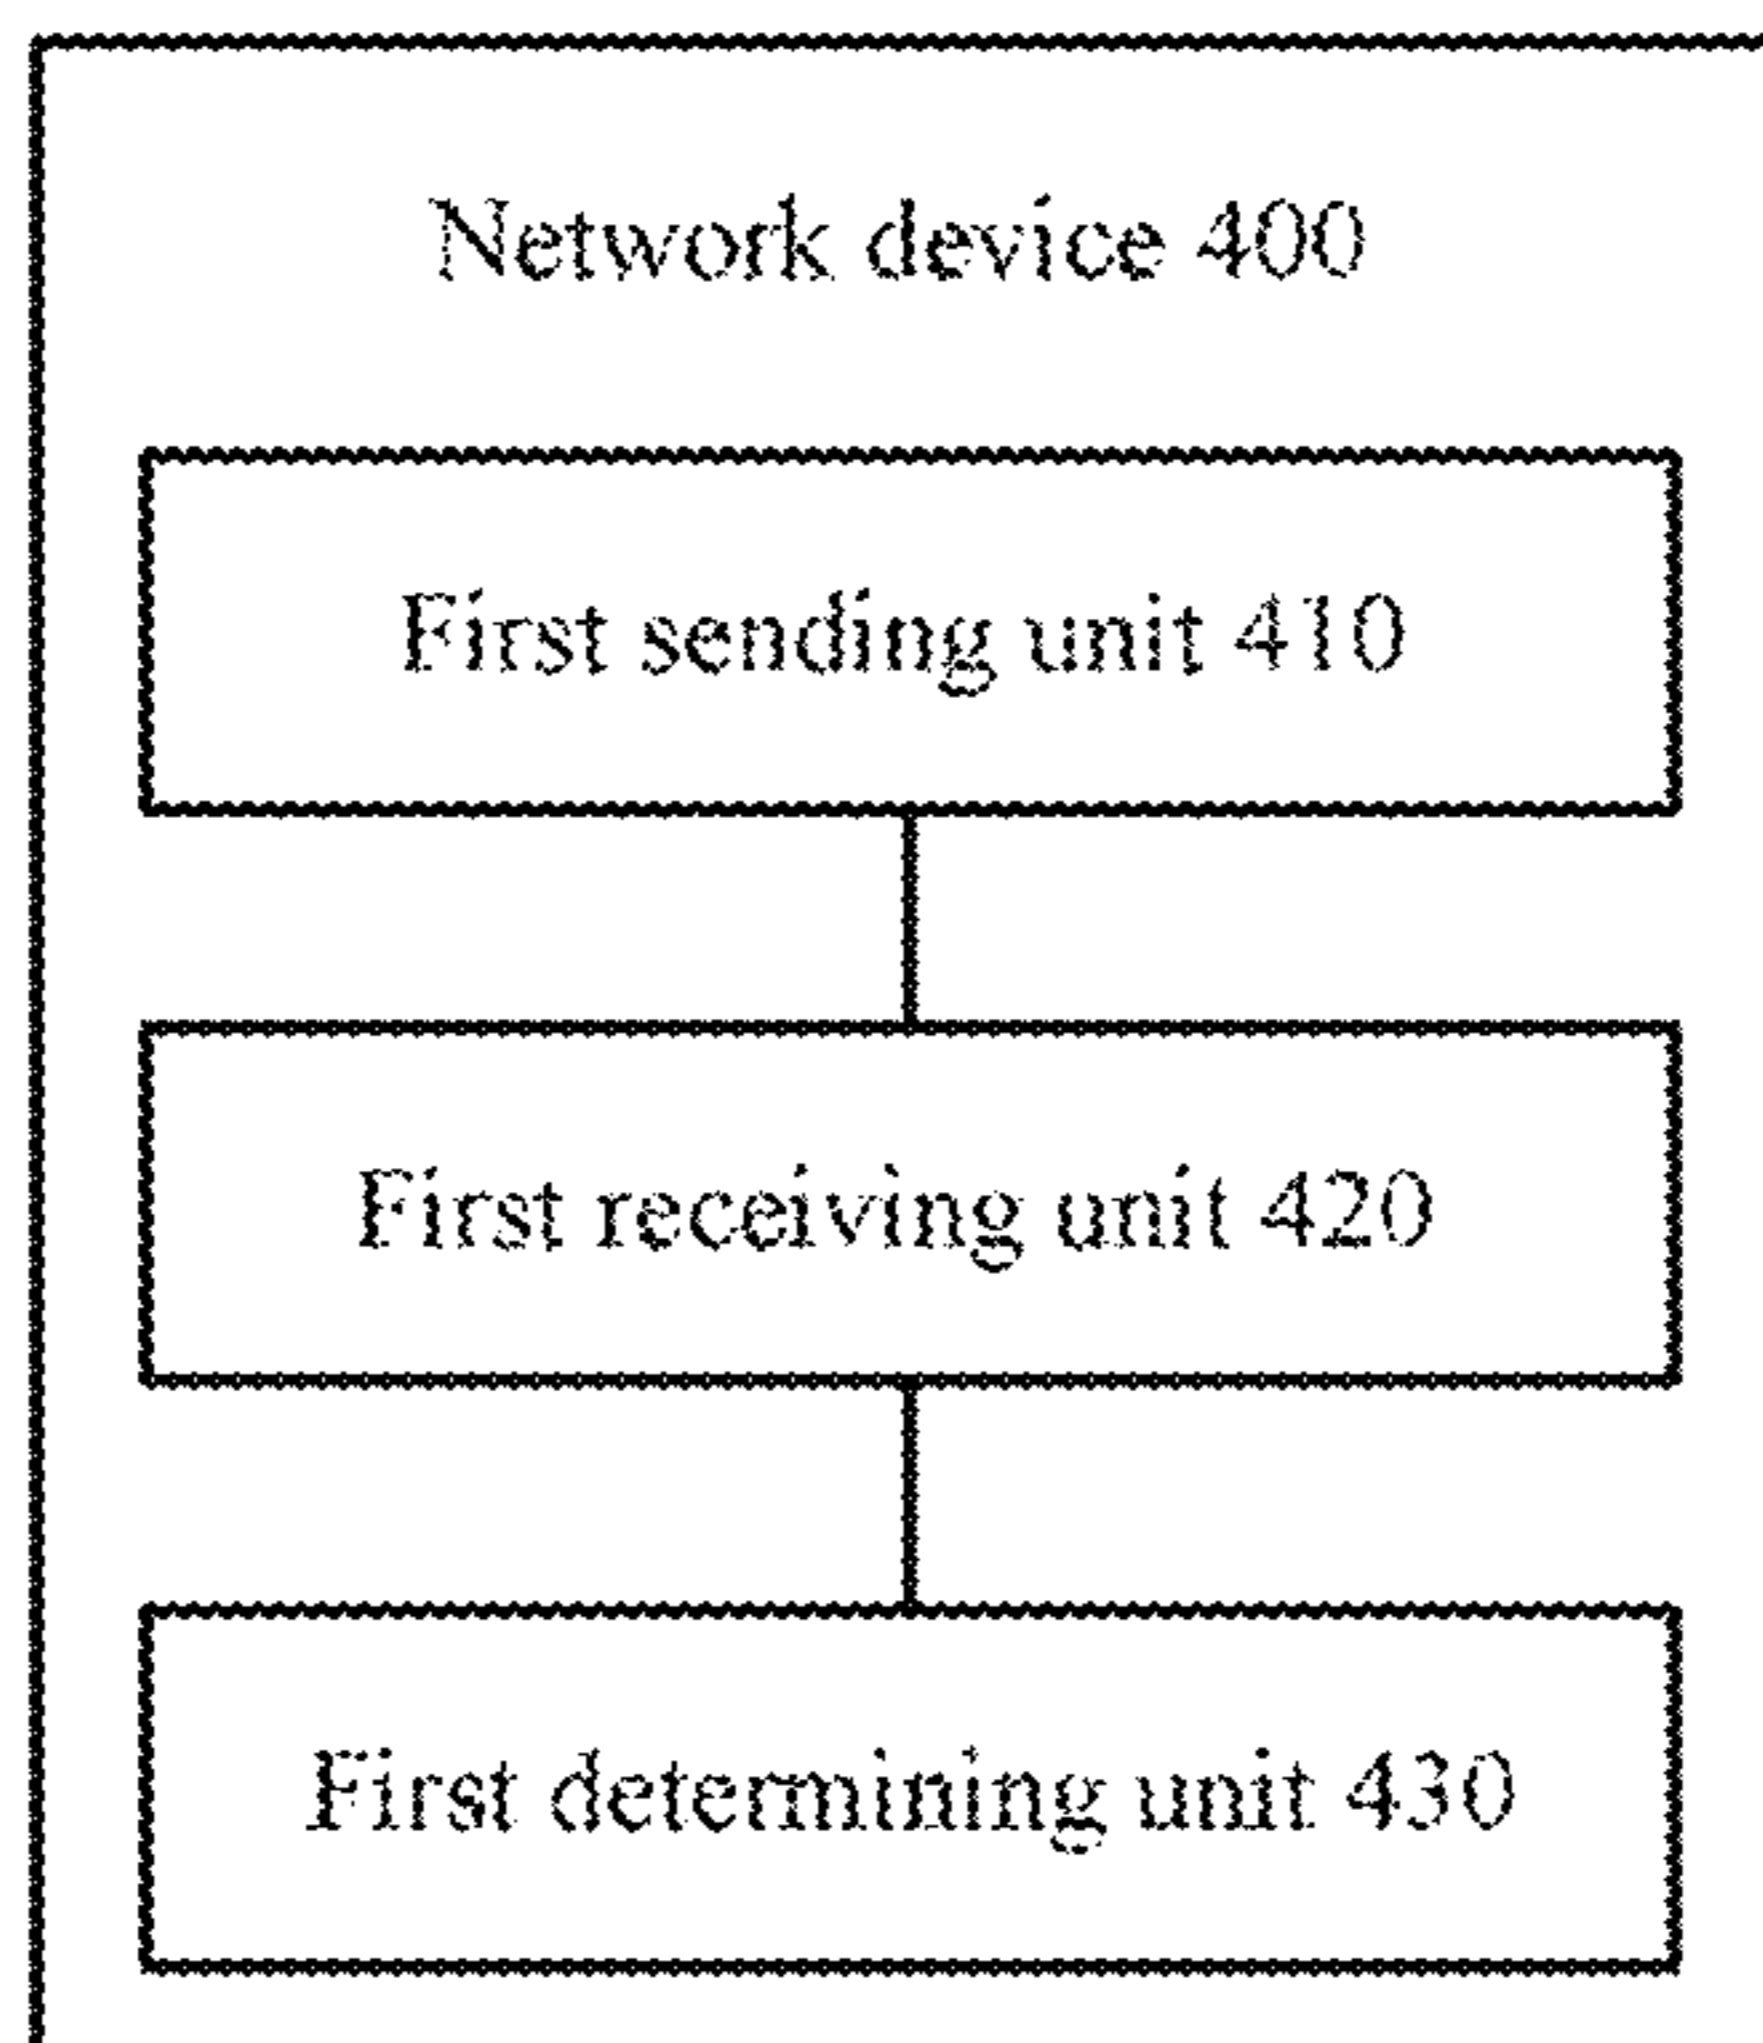 Network device 400
First sending unit 410
First receiving unit 420
First determining unit 430